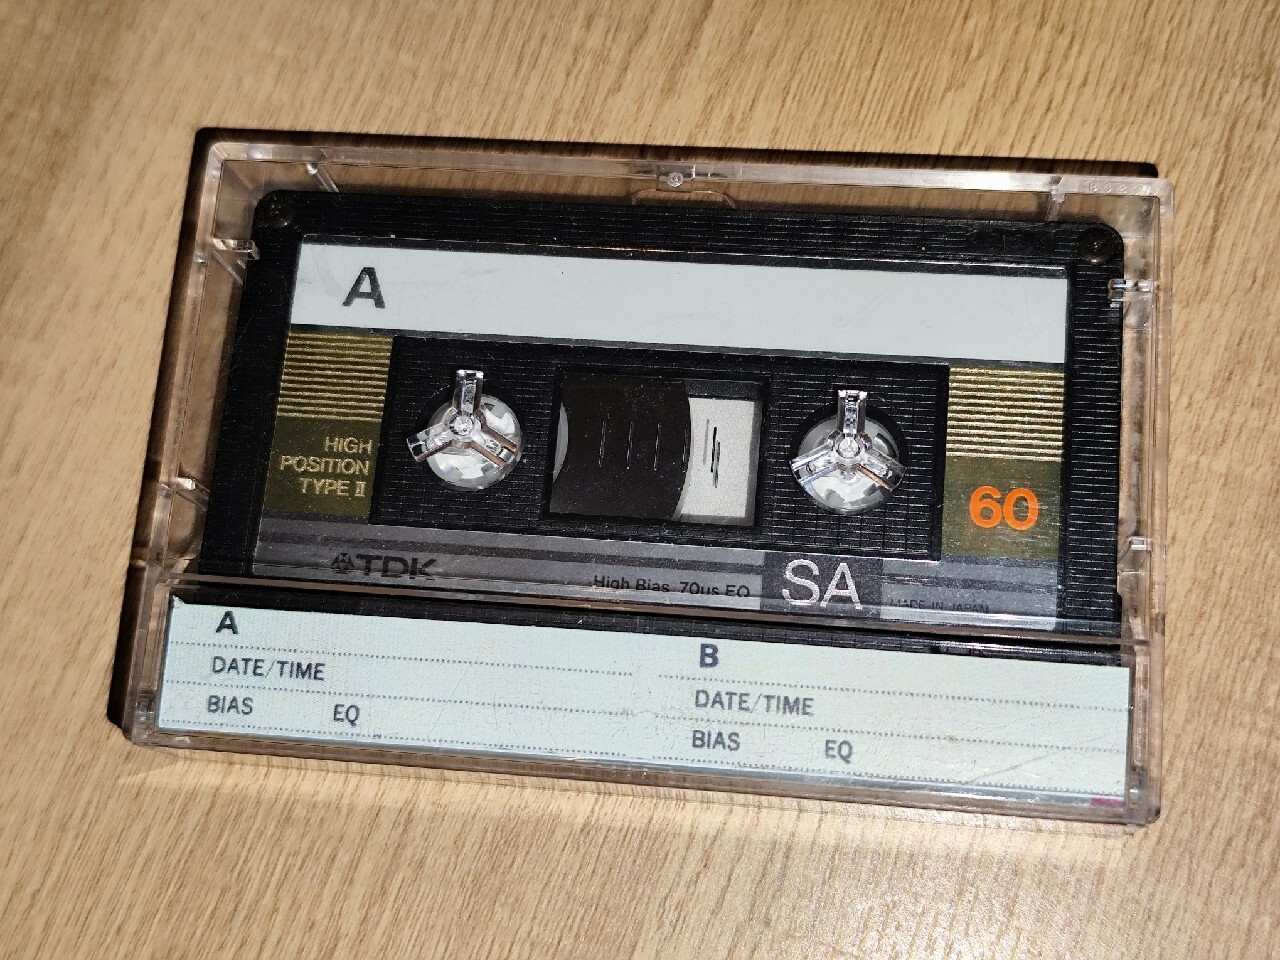 A
HIGH
POSITION
TYPE II
60
TDK
High Bias 70µs EQ
SA
MADE IN JAPAN
A
DATE/TIME
BIAS EQ
B
DATE/TIME
BIAS EQ